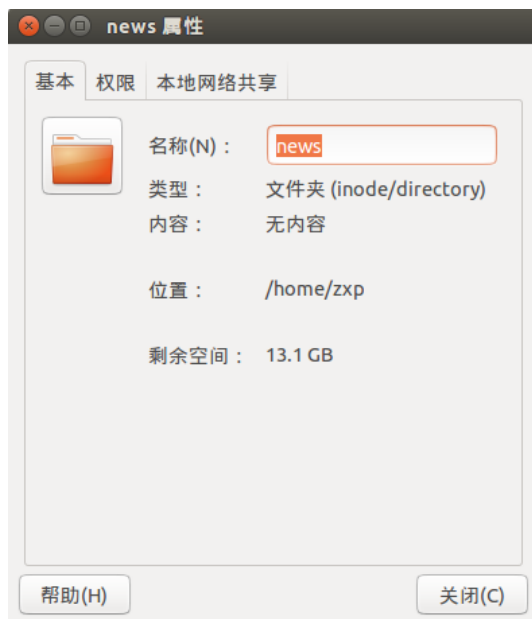 news 属性
基本 权限 本地网络共享
名称(N)： news
类型： 文件夹 (inode/directory)
内容： 无内容
位置： /home/zxp
剩余空间： 13.1 GB
帮助(H) 关闭(C)